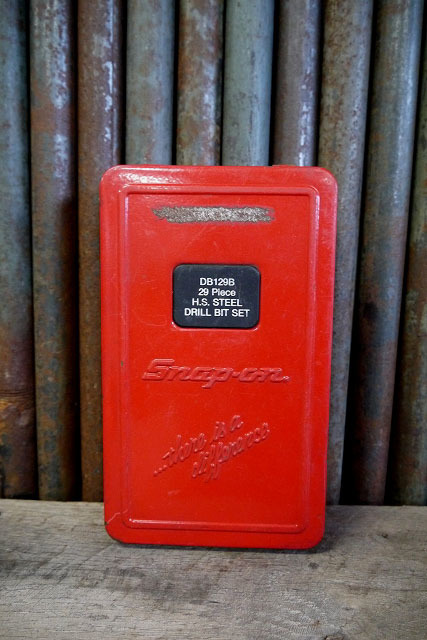 DB129B
29 Piece
H.S. STEEL
DRILL BIT SET
Snap-on
...there is a
difference